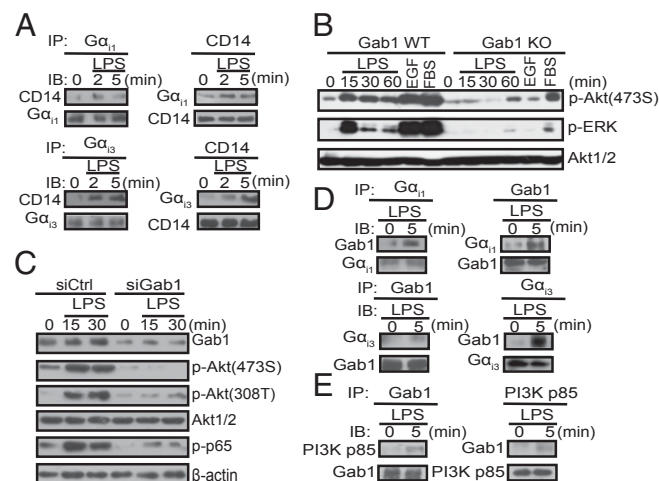 A
IP: Gαi1
LPS
IB: 0 2 5 (min)
CD14
Gαi1
CD14
LPS
0 2 5 (min)
Gαi1
CD14
IP: Gαi3
LPS
IB: 0 2 5 (min)
CD14
Gαi3
CD14
LPS
0 2 5 (min)
Gαi3
CD14
B
Gab1 WT Gab1 KO
LPS EGF FBS LPS EGF FBS
0 15 30 60 0 15 30 60 (min)
p-Akt(473S)
p-ERK
Akt1/2
C
siCtrl siGab1
LPS LPS
0 15 30 0 15 30 (min)
Gab1
p-Akt(473S)
p-Akt(308T)
Akt1/2
p-p65
β-actin
D
IP: Gαi1
LPS
IB: 0 5 (min)
Gab1
Gαi1
Gab1
LPS
0 5 (min)
Gαi1
Gab1
IP: Gab1
IB: LPS
0 5 (min)
Gαi3
Gab1
Gαi3
LPS
0 5 (min)
Gab1
Gαi3
E
IP: Gab1
LPS
IB: 0 5 (min)
PI3K p85
Gab1
PI3K p85
LPS
0 5 (min)
Gab1
PI3K p85